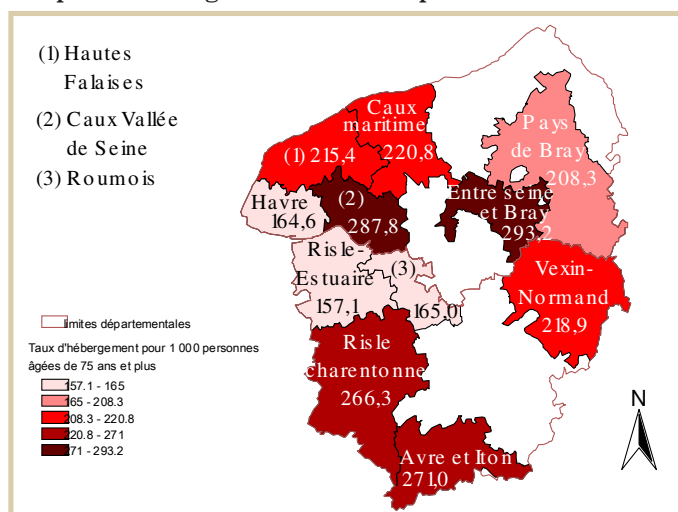 (1) Hautes
Falaises
(2) Caux Vallée
de Seine
(3) Roumois
Caux
maritime
220,8
(1) 215,4
Pays
de Bray
208,3
Havre
164,6
(2)
287,8
Entre seine
et Bray
293,2
Risle-
Estuaire
157,1
(3)
165,0
Vexin-
Normand
218,9
Risle
charentonne
266,3
Avre et Iton
271,0
limites départementales
Taux d'hébergement pour 1 000 personnes
âgées de 75 ans et plus
157.1 - 165
165 - 208.3
208.3 - 220.8
220.8 - 271
271 - 293.2
N